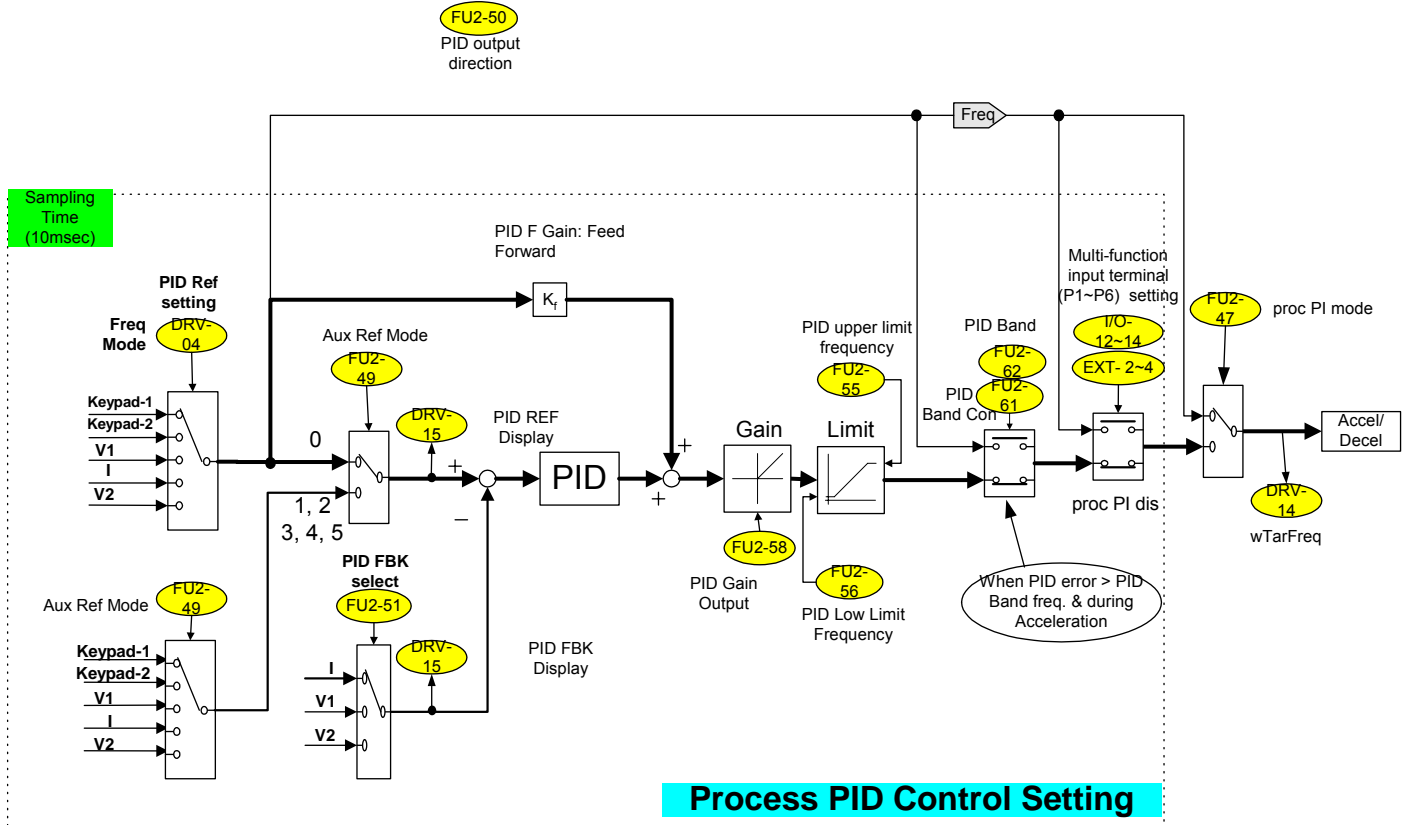 FU2-50
PID output
direction
Freq
Sampling
Time
(10msec)
PID F Gain: Feed
Forward
Kf
PID Ref
setting
Freq
Mode
DRV-
04
Keypad-1
Keypad-2
V1
I
V2
Aux Ref Mode
FU2-
49
0
1, 2
3, 4, 5
DRV-
15
PID REF
Display
+
–
PID
+
+
Gain
FU2-58
PID Gain
Output
PID upper limit
frequency
FU2-
55
Limit
FU2-
56
PID Low Limit
Frequency
PID Band
FU2-
62
PID
Band Con
FU2-
61
When PID error > PID
Band freq. & during
Acceleration
Multi-function
input terminal
(P1~P6) setting
I/O-
12~14
EXT- 2~4
proc PI dis
FU2-
47
proc PI mode
Accel/
Decel
DRV-
14
wTarFreq
Aux Ref Mode
FU2-
49
Keypad-1
Keypad-2
V1
I
V2
PID FBK
select
FU2-51
I
V1
V2
DRV-
15
PID FBK
Display
Process PID Control Setting